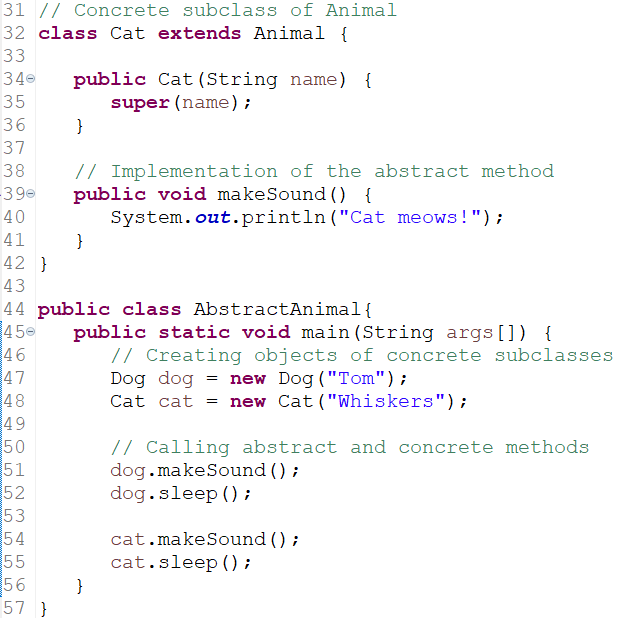 31 // Concrete subclass of Animal
32 class Cat extends Animal {
33
34 public Cat(String name) {
35 super(name);
36 }
37
38 // Implementation of the abstract method
39 public void makeSound() {
40 System.out.println("Cat meows!");
41 }
42 }
43
44 public class AbstractAnimal{
45 public static void main(String args[]) {
46 // Creating objects of concrete subclasses
47 Dog dog = new Dog("Tom");
48 Cat cat = new Cat("Whiskers");
49
50 // Calling abstract and concrete methods
51 dog.makeSound();
52 dog.sleep();
53
54 cat.makeSound();
55 cat.sleep();
56 }
57 }